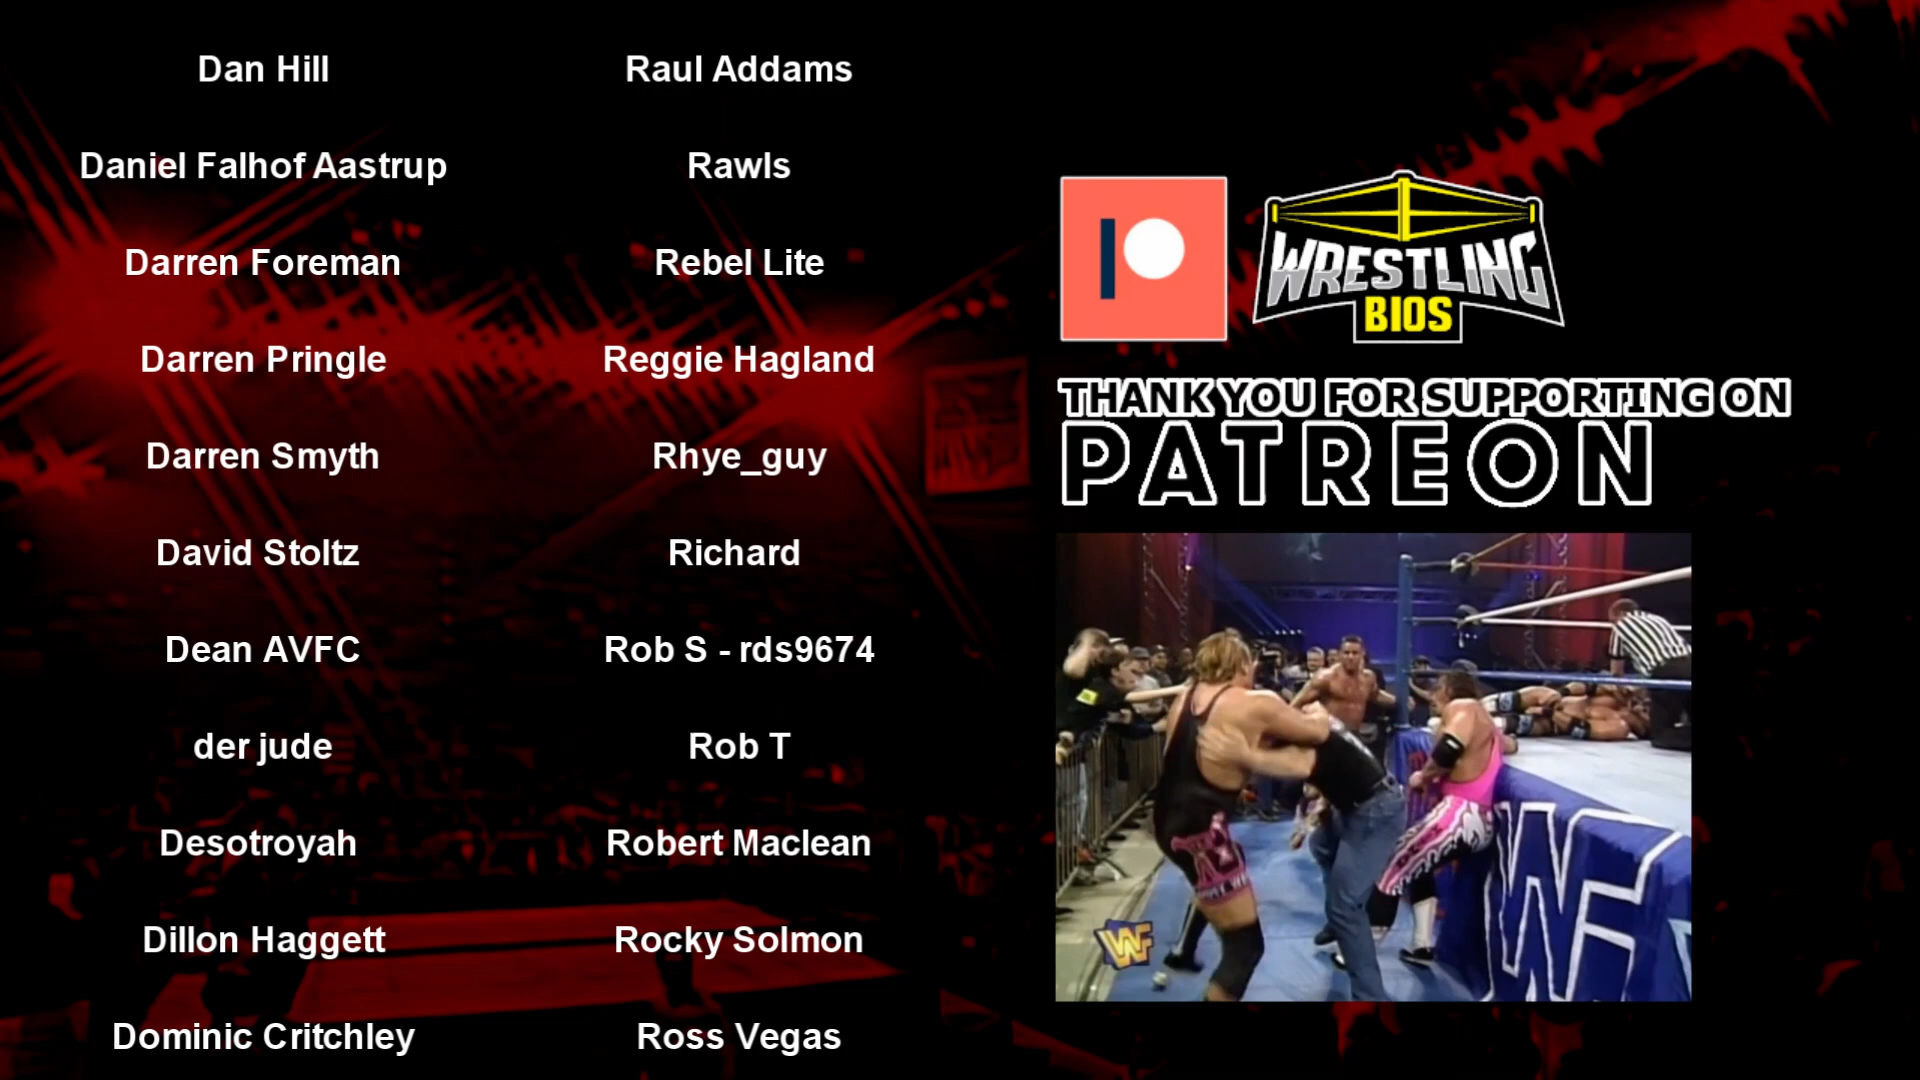 Dan Hill
Daniel Falhof Aastrup
Darren Foreman
Darren Pringle
Darren Smyth
David Stoltz
Dean AVFC
der jude
Desotroyah
Dillon Haggett
Dominic Critchley
Raul Addams
Rawls
Rebel Lite
Reggie Hagland
Rhye_guy
Richard
Rob S - rds9674
Rob T
Robert Maclean
Rocky Solmon
Ross Vegas
WRESTLING
BIOS
THANK YOU FOR SUPPORTING ON
PATREON
WF
WF